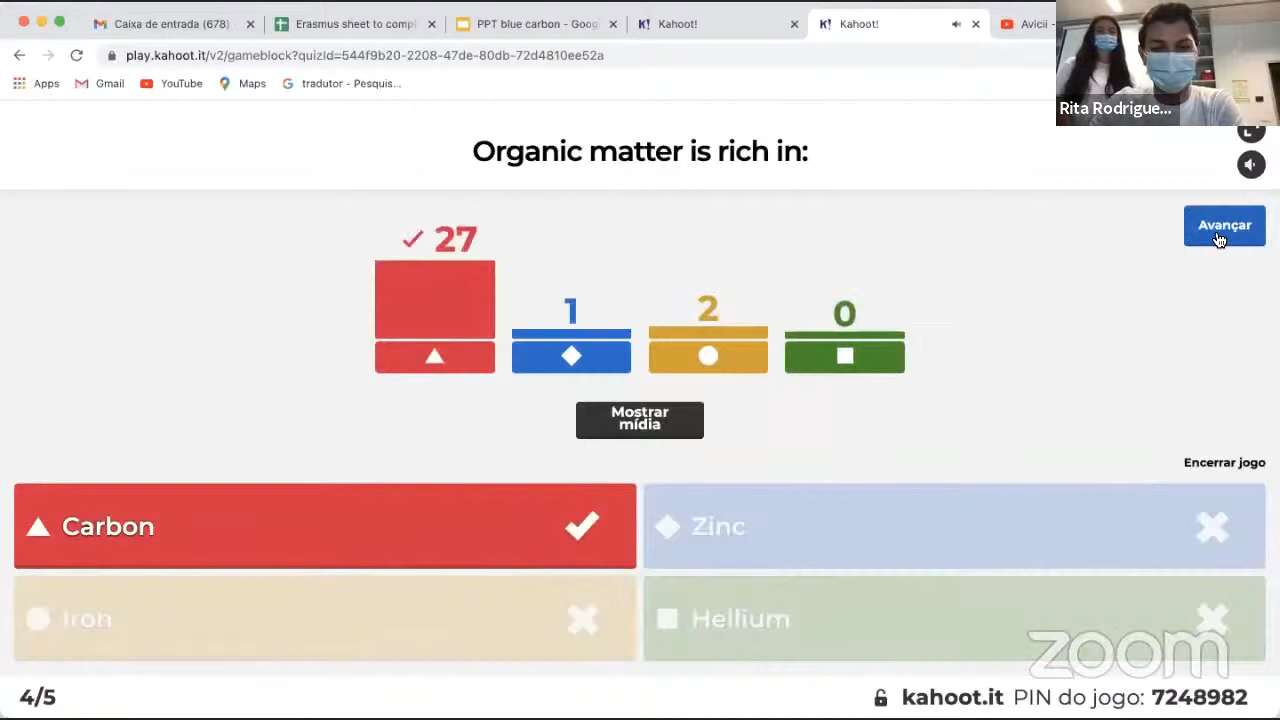 Caixa de entrada (678)
Erasmus sheet to compl
PPT blue carbon - Goog
K! Kahoot!
K! Kahoot!
Avicii
play.kahoot.it/v2/gameblock?quizId=544f9b20-2208-47de-80db-72d4810ee52a
Apps
Gmail
YouTube
Maps
tradutor - Pesquis...
Rita Rodrigue...
Organic matter is rich in:
Avançar
27
1
2
0
Mostrar
mídia
Encerrar jogo
Carbon
Zinc
Iron
Hellium
zoom
4/5
kahoot.it PIN do jogo: 7248982